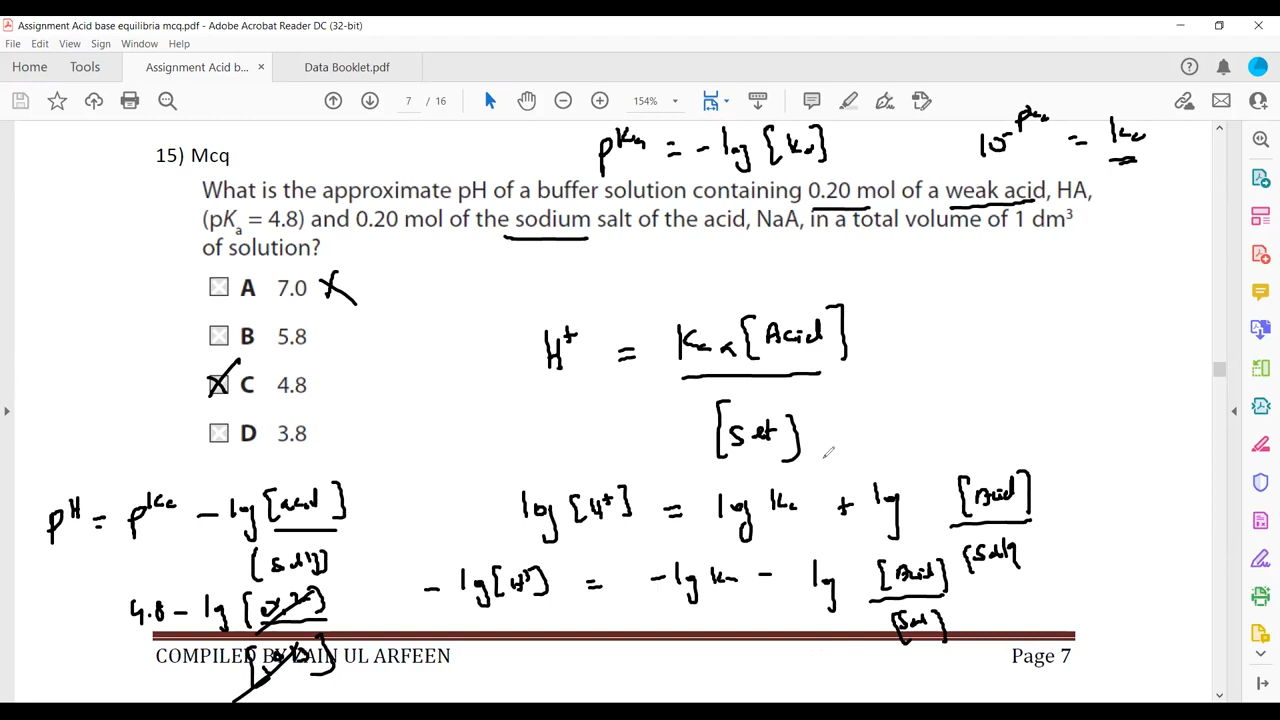 Assignment Acid base equilibria mcq.pdf - Adobe Acrobat Reader DC (32-bit)
File Edit View Sign Window Help
Home Tools Assignment Acid b... × Data Booklet.pdf
7 / 16 154%
pKa = -log [Ka] 10^-pKa = Ka
15) Mcq
What is the approximate pH of a buffer solution containing 0.20 mol of a weak acid, HA,
(pKa = 4.8) and 0.20 mol of the sodium salt of the acid, NaA, in a total volume of 1 dm³
of solution?
A 7.0
B 5.8
C 4.8
D 3.8
H⁺ = Ka × [Acid]
[Salt]
pH = pKa - log [acid]
[Salt]
log [H⁺] = log Ka + log [Acid]
[Salt]
- log [H⁺] = - log Ka - log [Acid]
[Salt]
4.8 - log [0.2]
COMPILED BY ZAIN UL ARFEEN Page 7